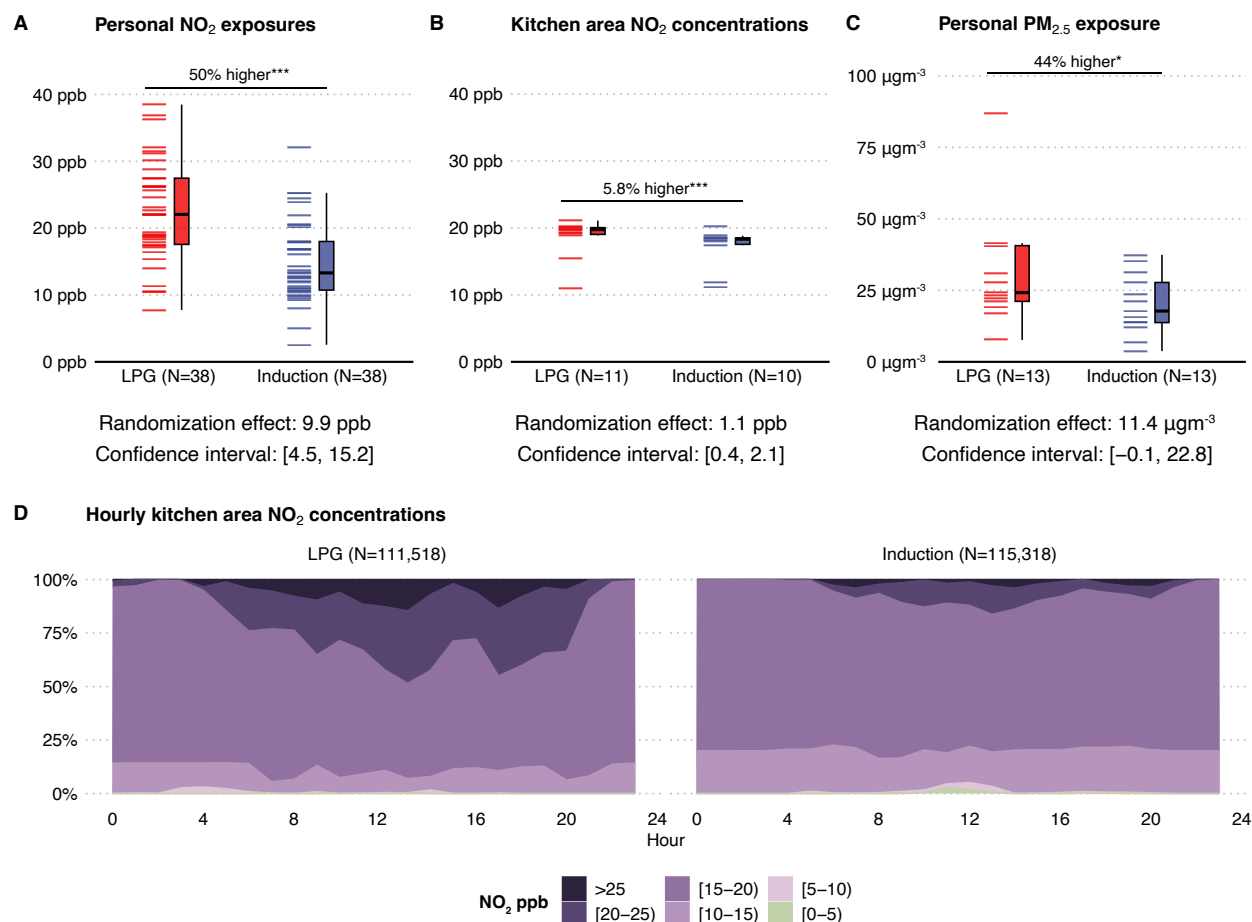 A Personal NO₂ exposures
50% higher***
40 ppb
30 ppb
20 ppb
10 ppb
0 ppb
LPG (N=38) Induction (N=38)
Randomization effect: 9.9 ppb
Confidence interval: [4.5, 15.2]
B Kitchen area NO₂ concentrations
40 ppb
30 ppb
5.8% higher***
20 ppb
10 ppb
0 ppb
LPG (N=11) Induction (N=10)
Randomization effect: 1.1 ppb
Confidence interval: [0.4, 2.1]
C Personal PM₂.₅ exposure
44% higher*
100 µgm⁻³
75 µgm⁻³
50 µgm⁻³
25 µgm⁻³
0 µgm⁻³
LPG (N=13) Induction (N=13)
Randomization effect: 11.4 µgm⁻³
Confidence interval: [−0.1, 22.8]
D Hourly kitchen area NO₂ concentrations
LPG (N=111,518) Induction (N=115,318)
100%
75%
50%
25%
0%
0 4 8 12 16 20 24 0 4 8 12 16 20 24
Hour
NO₂ ppb
>25 [15−20) [5−10)
[20−25) [10−15) [0−5)